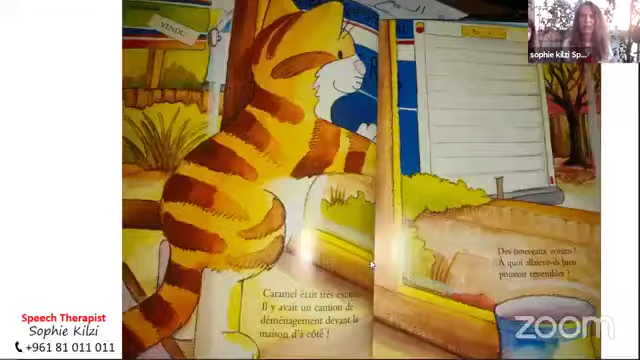 VENDU
sophie kilzi Sp...
Caramel était très excité.
Il y avait un camion de
déménagement devant la
maison d'à côté !
Des nouveaux voisins !
À quoi allaient-ils bien
pouvoir ressembler ?
Speech Therapist
Sophie Kilzi
+961 81 011 011
zoom